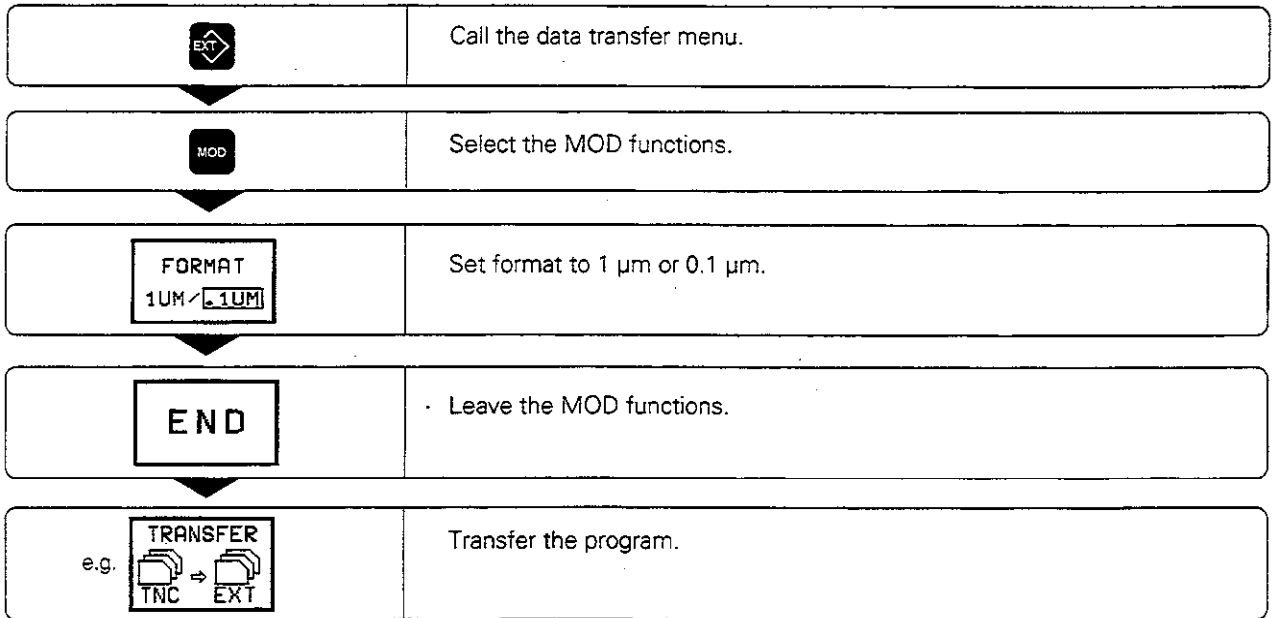 EXT
Call the data transfer menu.
MOD
Select the MOD functions.
FORMAT
1UM/.1UM
Set format to 1 µm or 0.1 µm.
END
Leave the MOD functions.
e.g.
TRANSFER
TNC ⇨ EXT
Transfer the program.